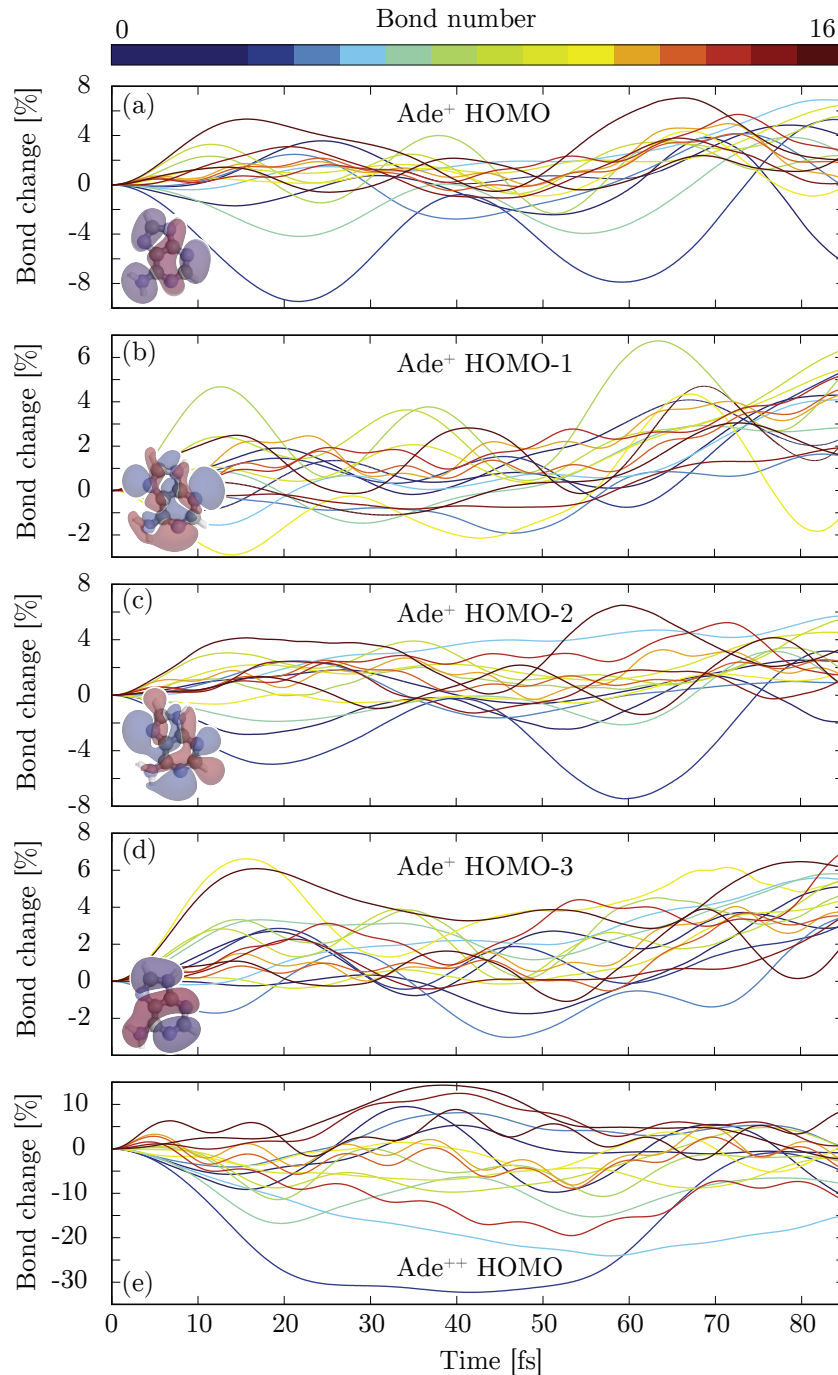 Bond number
0 16
(a) Ade⁺ HOMO
Bond change [%]
8
4
0
-4
-8
(b) Ade⁺ HOMO-1
Bond change [%]
6
4
2
0
-2
(c) Ade⁺ HOMO-2
Bond change [%]
8
4
0
-4
-8
(d) Ade⁺ HOMO-3
Bond change [%]
8
6
4
2
0
-2
Bond change [%]
10
0
-10
-20
-30
(e) Ade⁺⁺ HOMO
0 10 20 30 40 50 60 70 80
Time [fs]